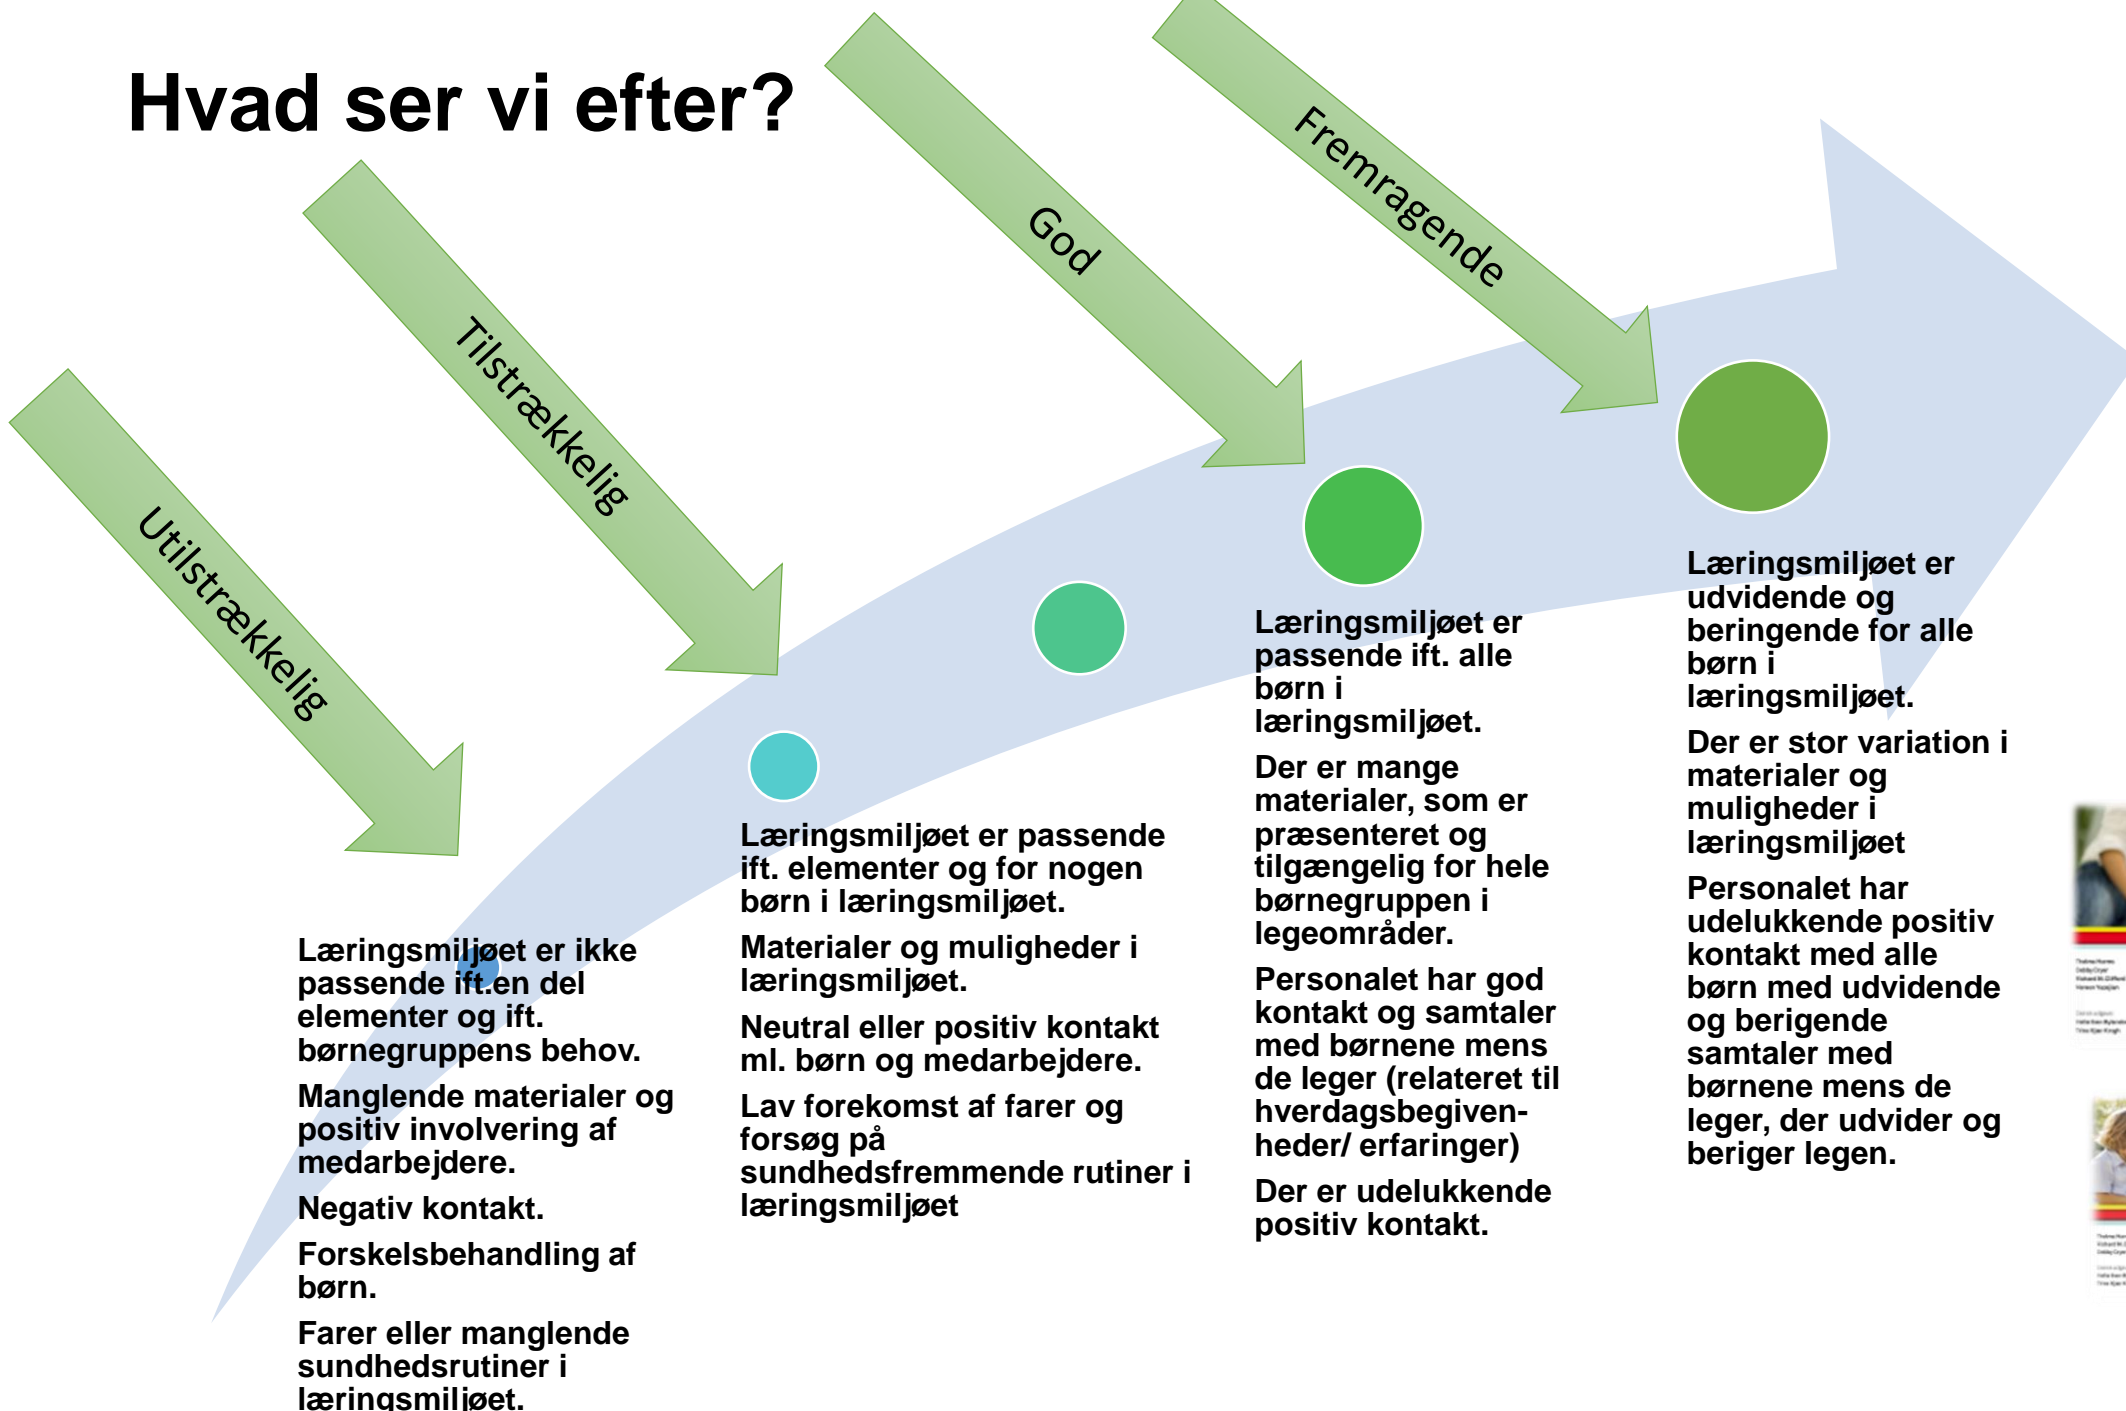 Hvad ser vi efter?
Utilstrækkelig
Tilstrækkelig
God
Fremragende
Læringsmiljøet er ikke
passende ift.en del
elementer og ift.
børnegruppens behov.
Manglende materialer og
positiv involvering af
medarbejdere.
Negativ kontakt.
Forskelsbehandling af
børn.
Farer eller manglende
sundhedsrutiner i
læringsmiljøet.
Læringsmiljøet er passende
ift. elementer og for nogen
børn i læringsmiljøet.
Materialer og muligheder i
læringsmiljøet.
Neutral eller positiv kontakt
ml. børn og medarbejdere.
Lav forekomst af farer og
forsøg på
sundhedsfremmende rutiner i
læringsmiljøet
Læringsmiljøet er
passende ift. alle
børn i
læringsmiljøet.
Der er mange
materialer, som er
præsenteret og
tilgængelig for hele
børnegruppen i
legeområder.
Personalet har god
kontakt og samtaler
med børnene mens
de leger (relateret til
hverdagsbegiven-
heder/ erfaringer)
Der er udelukkende
positiv kontakt.
Læringsmiljøet er
udvidende og
beringende for alle
børn i
læringsmiljøet.
Der er stor variation i
materialer og
muligheder i
læringsmiljøet
Personalet har
udelukkende positiv
kontakt med alle
børn med udvidende
og berigende
samtaler med
børnene mens de
leger, der udvider og
beriger legen.